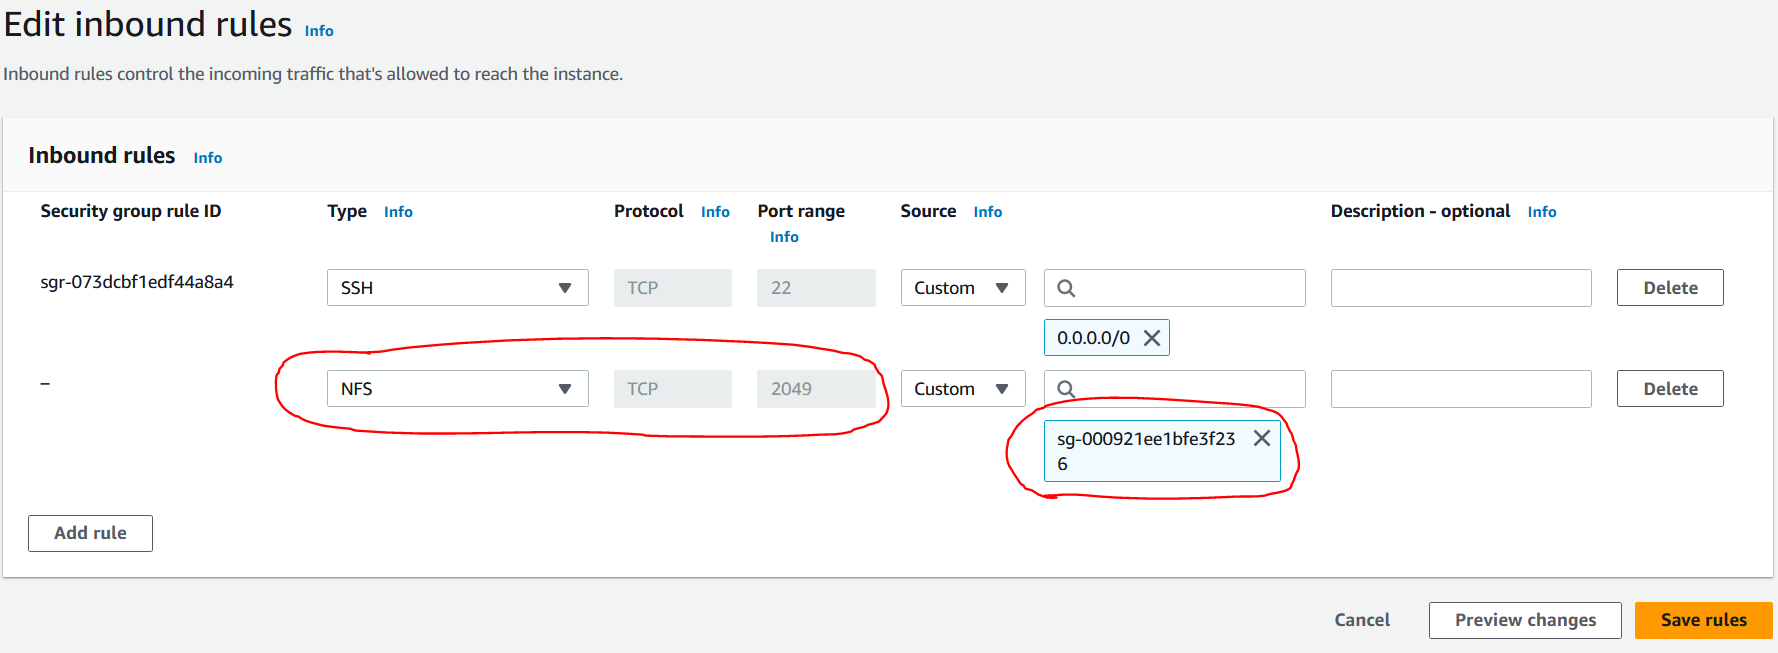 Edit inbound rules Info
Inbound rules control the incoming traffic that's allowed to reach the instance.
Inbound rules Info
Security group rule ID Type Info Protocol Info Port range Info Source Info Description - optional Info
sgr-073dcbf1edf44a8a4 SSH TCP 22 Custom Delete
0.0.0.0/0
– NFS TCP 2049 Custom Delete
sg-000921ee1bfe3f23
6
Add rule
Cancel Preview changes Save rules